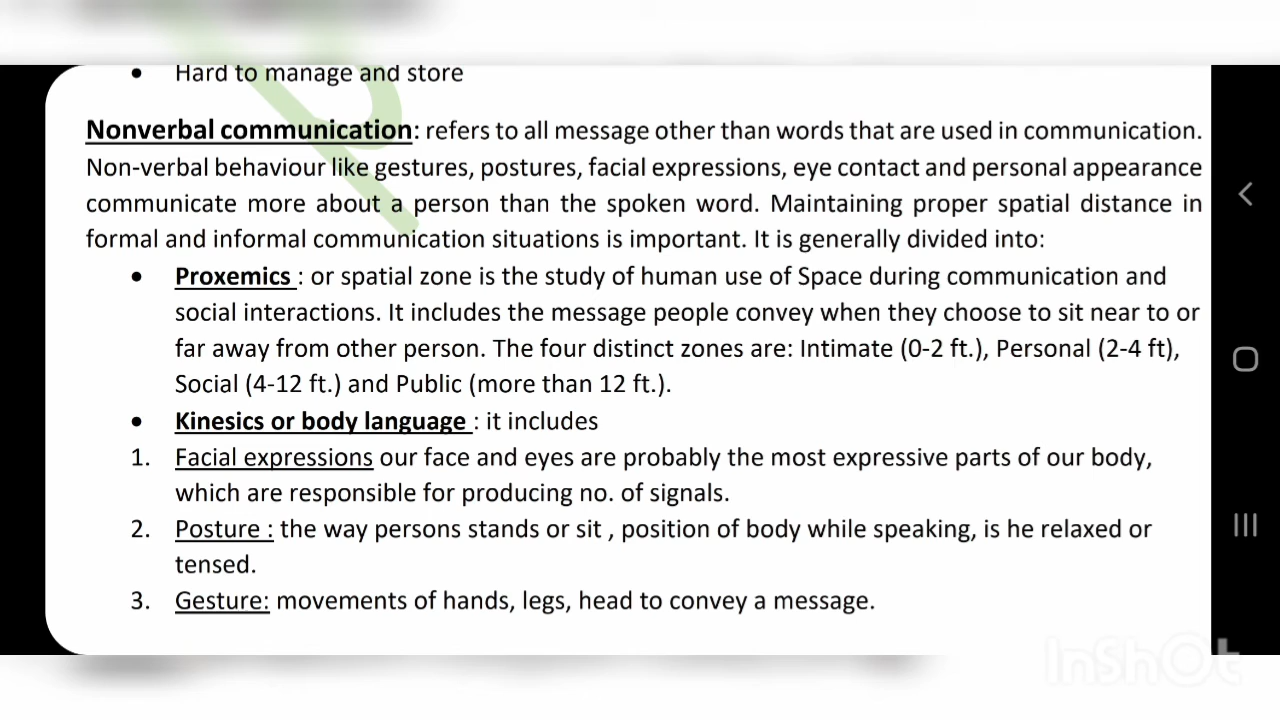 • Hard to manage and store
Nonverbal communication: refers to all message other than words that are used in communication.
Non-verbal behaviour like gestures, postures, facial expressions, eye contact and personal appearance
communicate more about a person than the spoken word. Maintaining proper spatial distance in
formal and informal communication situations is important. It is generally divided into:
• Proxemics : or spatial zone is the study of human use of Space during communication and
social interactions. It includes the message people convey when they choose to sit near to or
far away from other person. The four distinct zones are: Intimate (0-2 ft.), Personal (2-4 ft),
Social (4-12 ft.) and Public (more than 12 ft.).
• Kinesics or body language : it includes
1. Facial expressions our face and eyes are probably the most expressive parts of our body,
which are responsible for producing no. of signals.
2. Posture : the way persons stands or sit , position of body while speaking, is he relaxed or
tensed.
3. Gesture: movements of hands, legs, head to convey a message.
InShOt